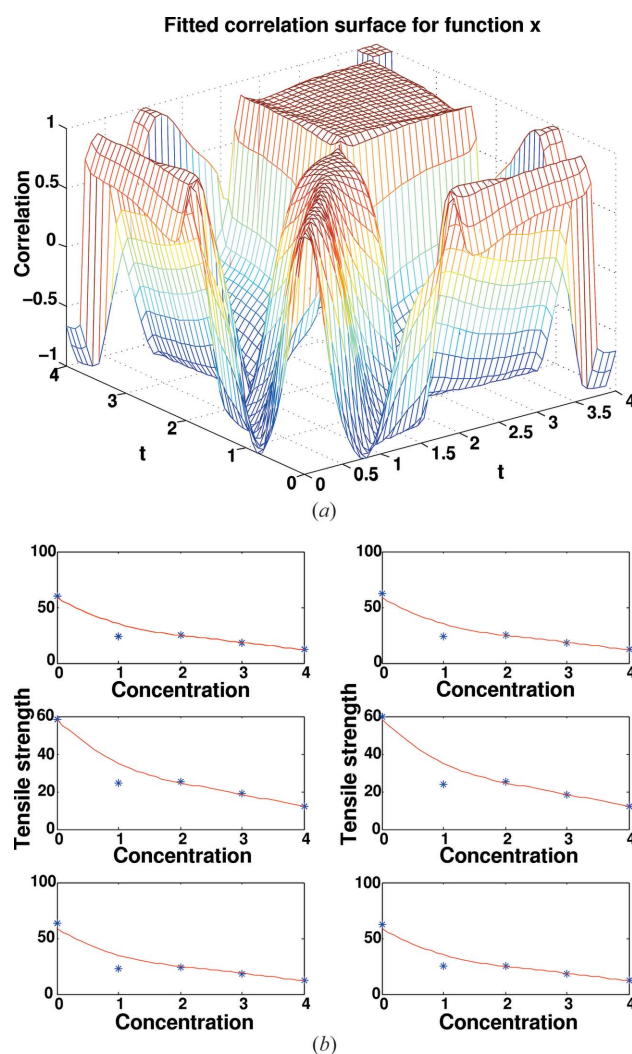 Fitted correlation surface for function x
1
0.5
0
−0.5
−1
Correlation
4
3
2
1
0
t
0
0.5
1
1.5
2
2.5
3
3.5
4
t
(a)
100
50
0
0 1 2 3 4
Concentration
100
50
0
0 1 2 3 4
Concentration
Tensile strength
60
40
20
0
0 1 2 3 4
Concentration
Tensile strength
60
40
20
0
0 1 2 3 4
Concentration
100
50
0
0 1 2 3 4
Concentration
100
50
0
0 1 2 3 4
Concentration
(b)